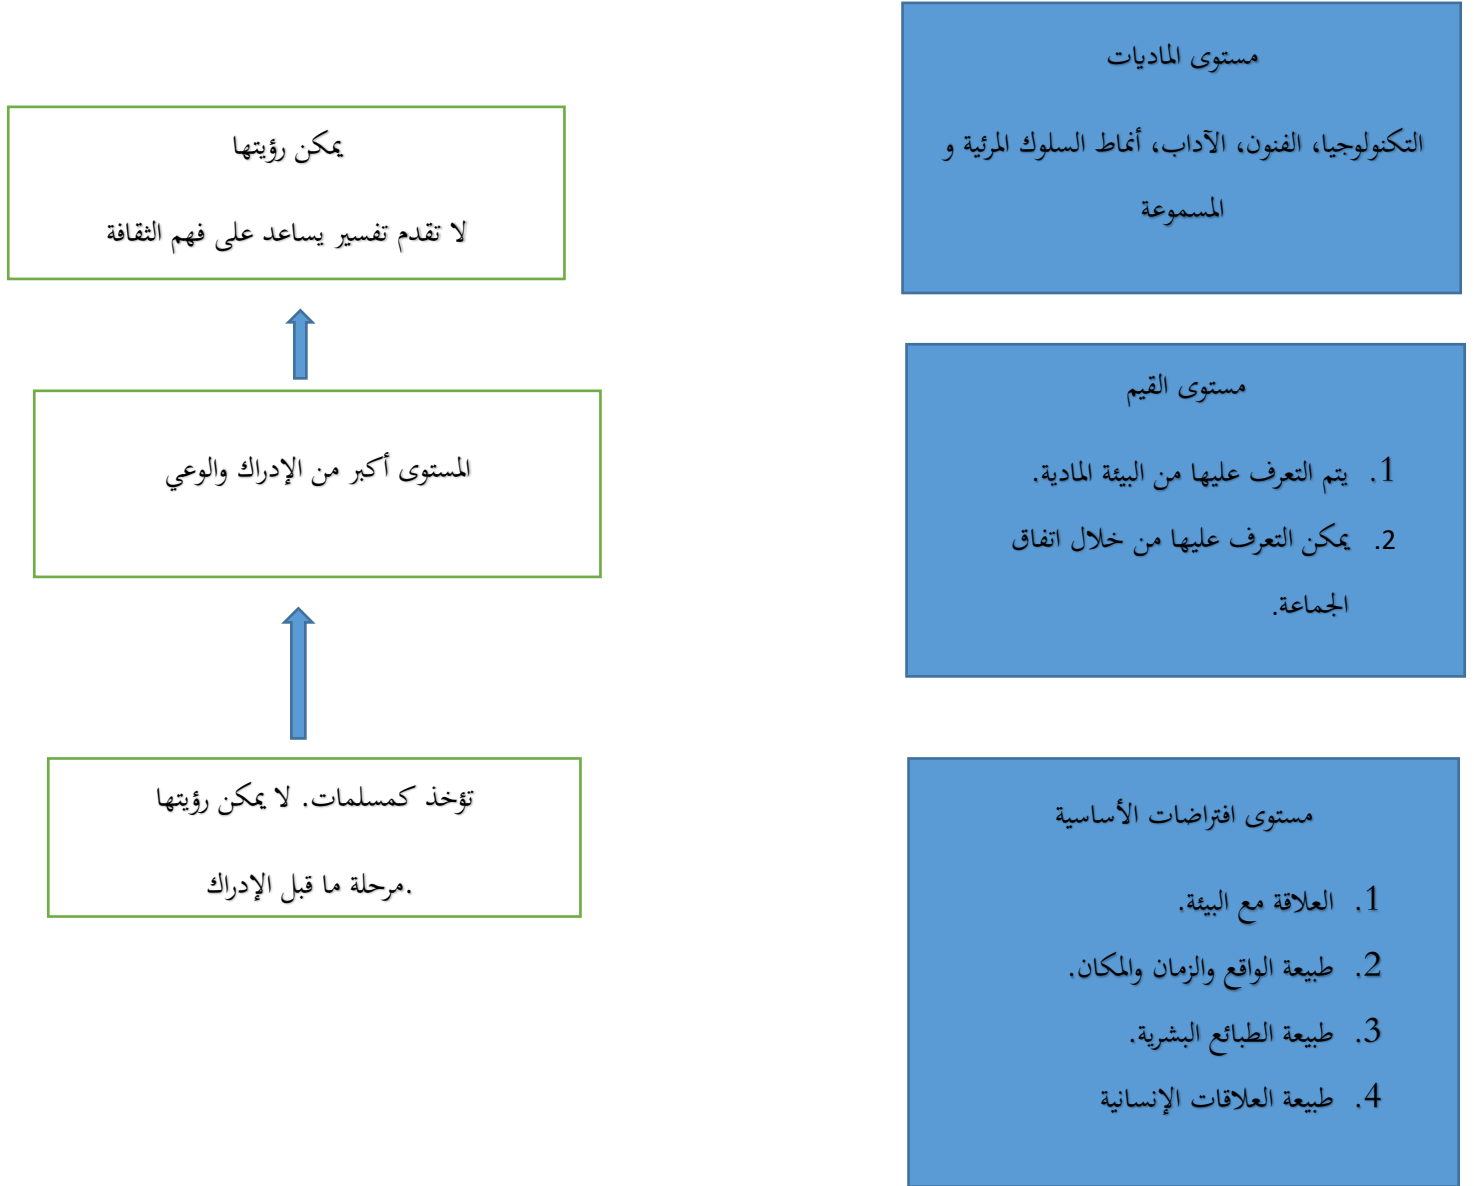 مستوى الماديات
التكنولوجيا، الفنون، الآداب، أنماط السلوك المرئية و
المسموعة
يمكن رؤيتها
لا تقدم تفسير يساعد على فهم الثقافة
مستوى القيم
1. يتم التعرف عليها من البيئة المادية.
2. يمكن التعرف عليها من خلال اتفاق
الجماعة.
المستوى أكبر من الإدراك والوعي
مستوى افتراضات الأساسية
1. العلاقة مع البيئة.
2. طبيعة الواقع والزمان والمكان.
3. طبيعة الطبائع البشرية.
4. طبيعة العلاقات الإنسانية
تؤخذ كمسلمات. لا يمكن رؤيتها
.مرحلة ما قبل الإدراك